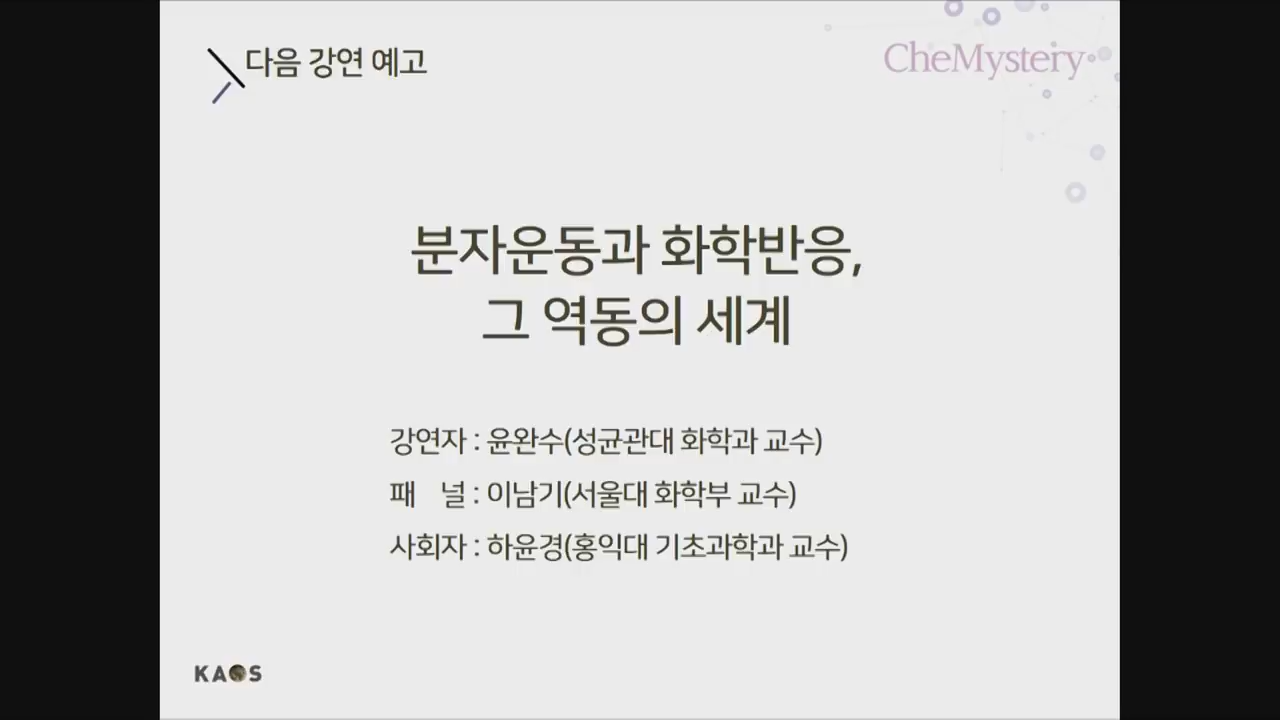 다음 강연 예고
CheMystery
분자운동과 화학반응,
그 역동의 세계
강연자 : 윤완수(성균관대 화학과 교수)
패 널 : 이남기(서울대 화학부 교수)
사회자 : 하윤경(홍익대 기초과학과 교수)
KAOS